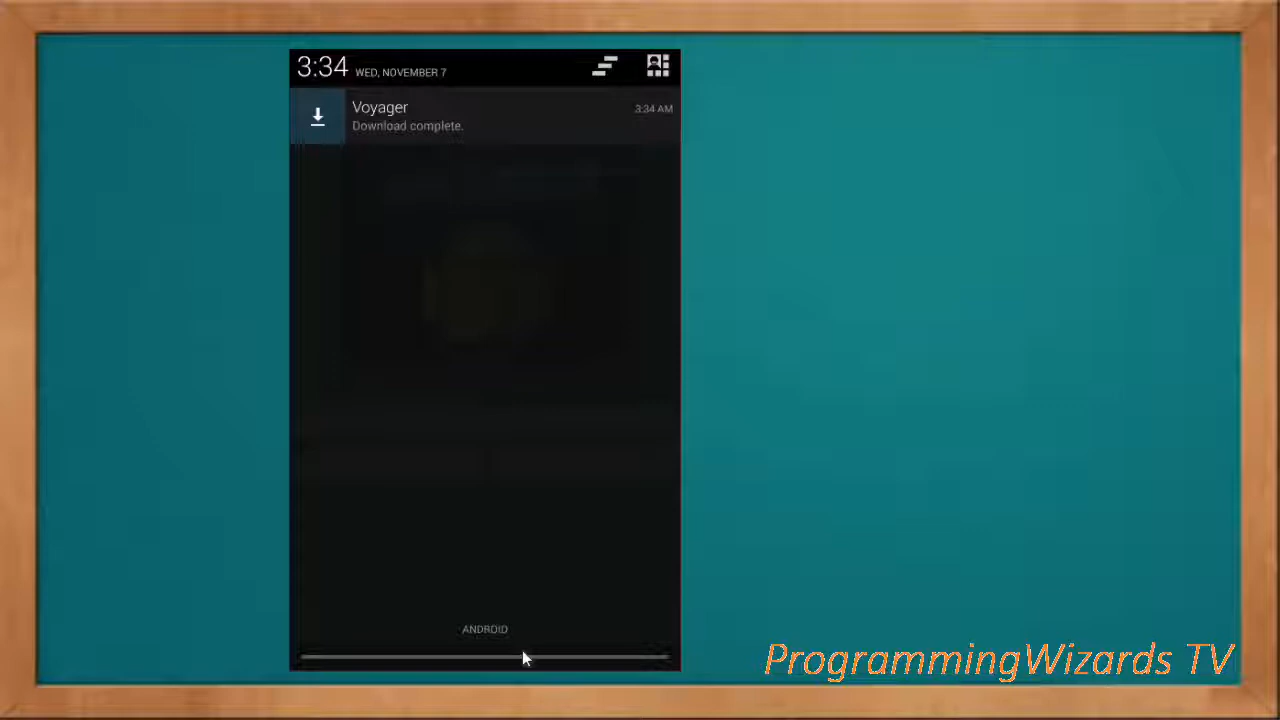 3:34 WED, NOVEMBER 7
Voyager 3:34 AM
Download complete.
ANDROID
ProgrammingWizards TV